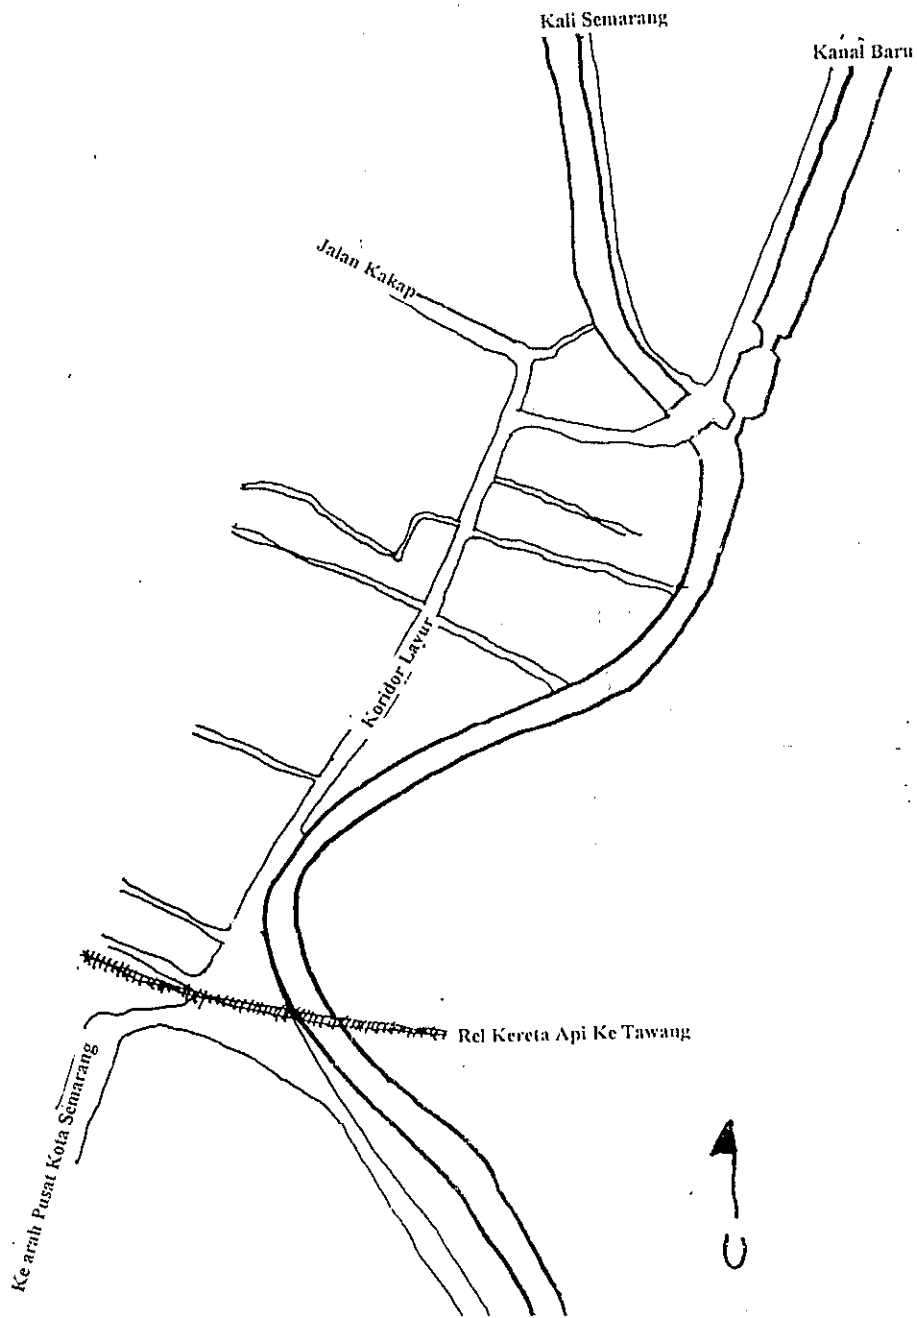 Kali Semarang
Kanal Baru
Jalan Kakap
Koridor Layur
Rel Kereta Api Ke Tawang
Ke arah Pusat Kota Semarang
U